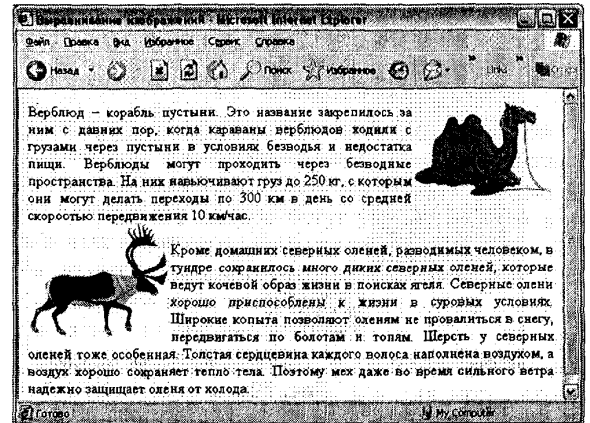 Выравнивание изображений - Microsoft Internet Explorer
Файл Правка Вид Избранное Сервис Справка
Назад Поиск Избранное Links
Верблюд – корабль пустыни. Это название закрепилось за
ним с давних пор, когда караваны верблюдов ходили с
грузами через пустыни в условиях безводья и недостатка
пищи. Верблюды могут проходить через безводные
пространства. На них навьючивают груз до 250 кг, с которым
они могут делать переходы по 300 км в день со средней
скоростью передвижения 10 км/час.
Кроме домашних северных оленей, разводимых человеком, в
тундре сохранилось много диких северных оленей, которые
ведут кочевой образ жизни в поисках ягеля. Северные олени
хорошо приспособлены к жизни в суровых условиях.
Широкие копыта позволяют оленям не провалиться в снегу,
передвигаться по болотам и топям. Шерсть у северных
оленей тоже особенная. Толстая сердцевина каждого волоса наполнена воздухом, а
воздух хорошо сохраняет тепло тела. Поэтому мех даже во время сильного ветра
надежно защищает оленя от холода.
Готово My Computer